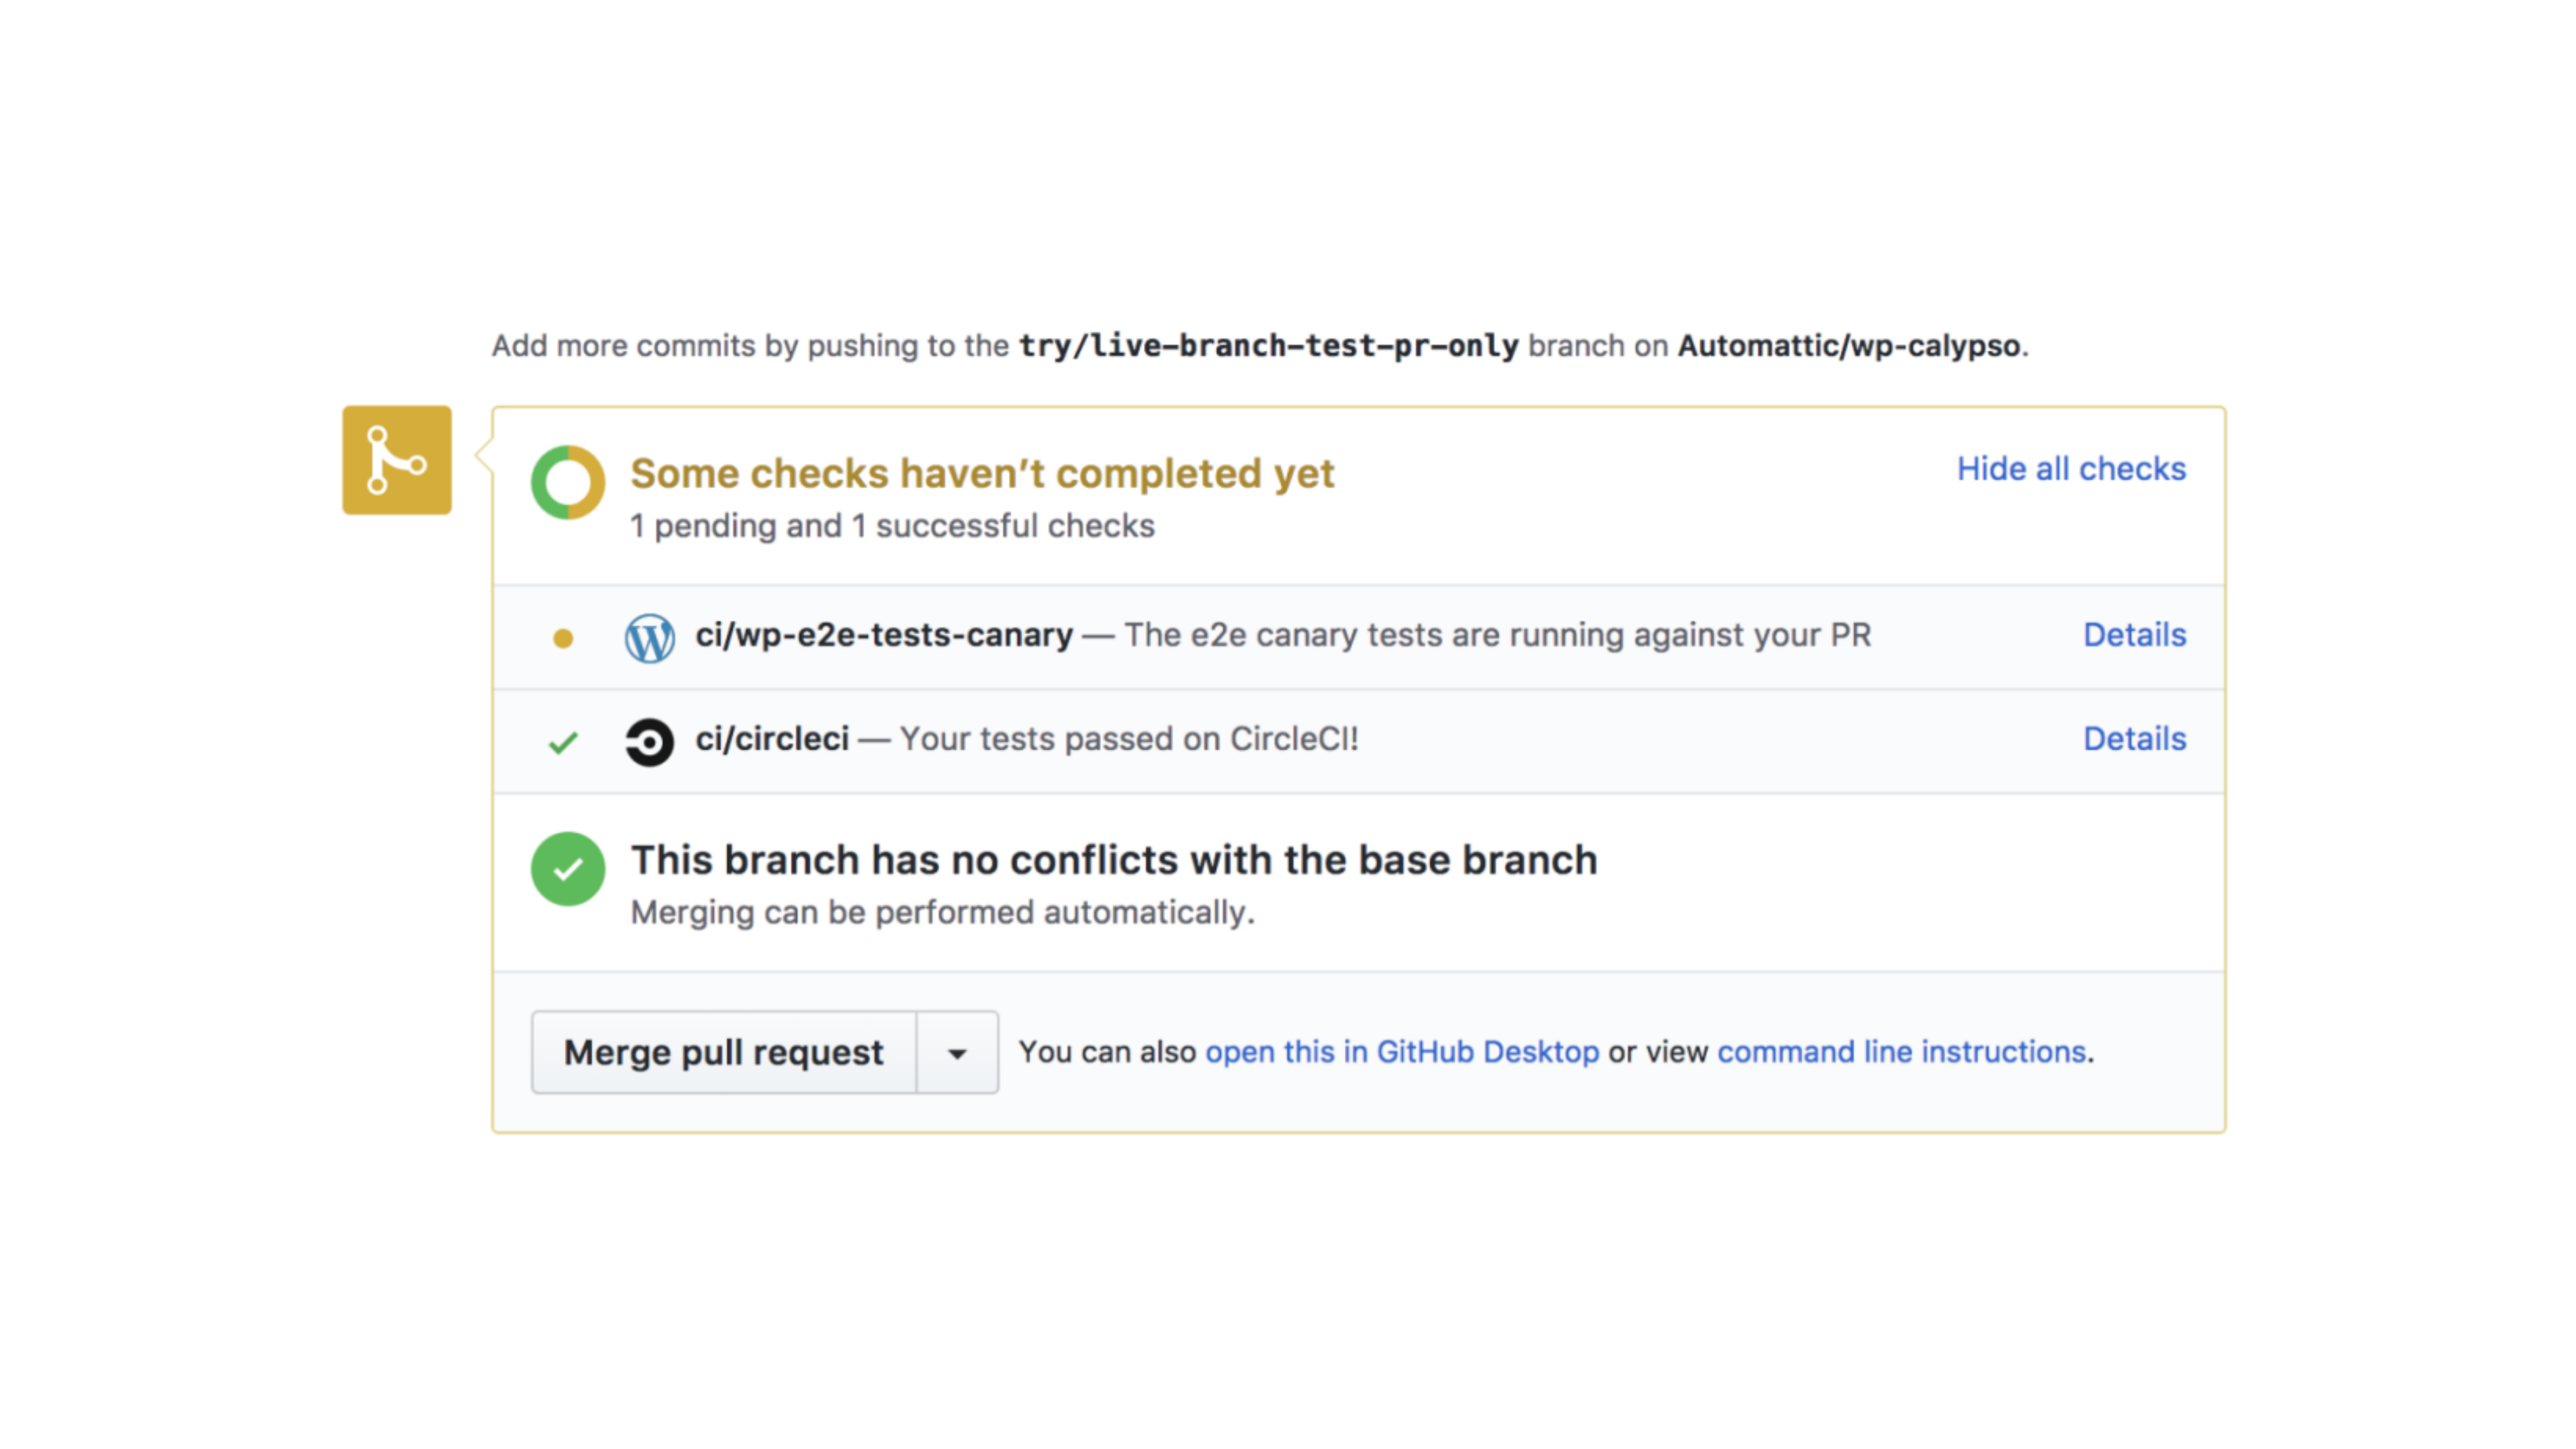 Add more commits by pushing to the try/live-branch-test-pr-only branch on Automattic/wp-calypso.
Some checks haven’t completed yet
Hide all checks
1 pending and 1 successful checks
ci/wp-e2e-tests-canary — The e2e canary tests are running against your PR
Details
ci/circleci — Your tests passed on CircleCI!
Details
This branch has no conflicts with the base branch
Merging can be performed automatically.
Merge pull request
You can also open this in GitHub Desktop or view command line instructions.